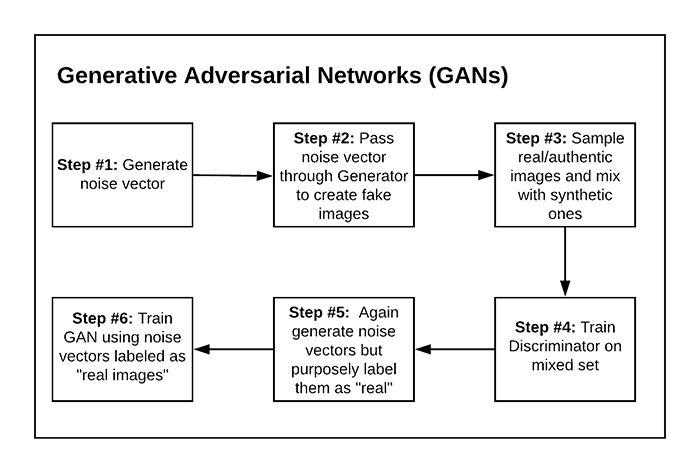 Generative Adversarial Networks (GANs)
Step #1: Generate
noise vector
Step #2: Pass
noise vector
through Generator
to create fake
images
Step #3: Sample
real/authentic
images and mix
with synthetic
ones
Step #4: Train
Discriminator on
mixed set
Step #5: Again
generate noise
vectors but
purposely label
them as "real"
Step #6: Train
GAN using noise
vectors labeled as
"real images"